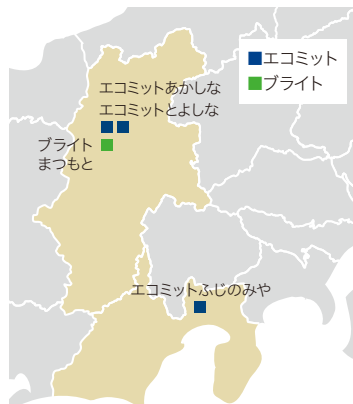 エコミット
ブライト
エコミットあかしな
エコミットとよしな
ブライト
まつもと
エコミットふじのみや